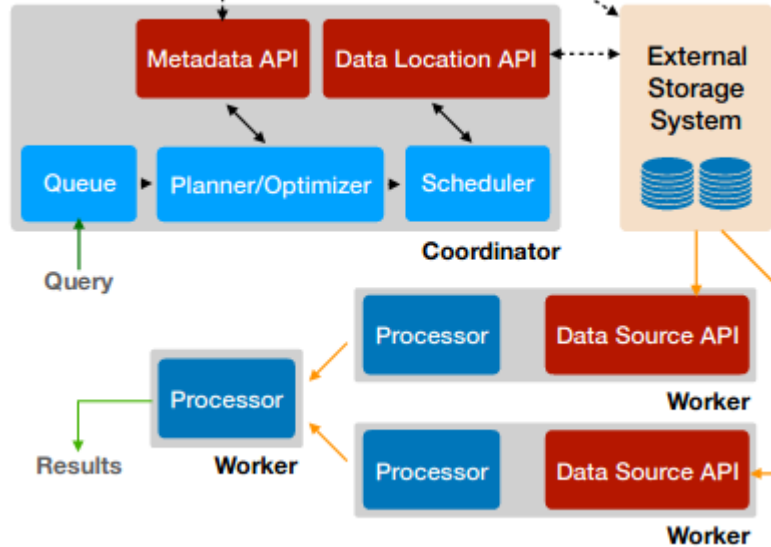 Metadata API
Data Location API
External
Storage
System
Queue
Planner/Optimizer
Scheduler
Coordinator
Query
Processor
Data Source API
Worker
Processor
Worker
Results
Processor
Data Source API
Worker